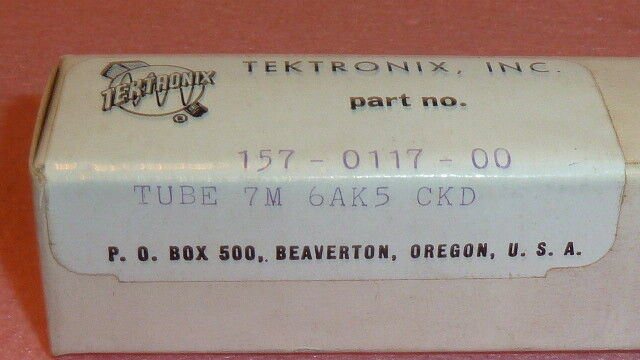 TEKTRONIX
®
TEKTRONIX, INC.
part no.
157-0117-00
TUBE 7M 6AK5 CKD
P. O. BOX 500, BEAVERTON, OREGON, U. S. A.